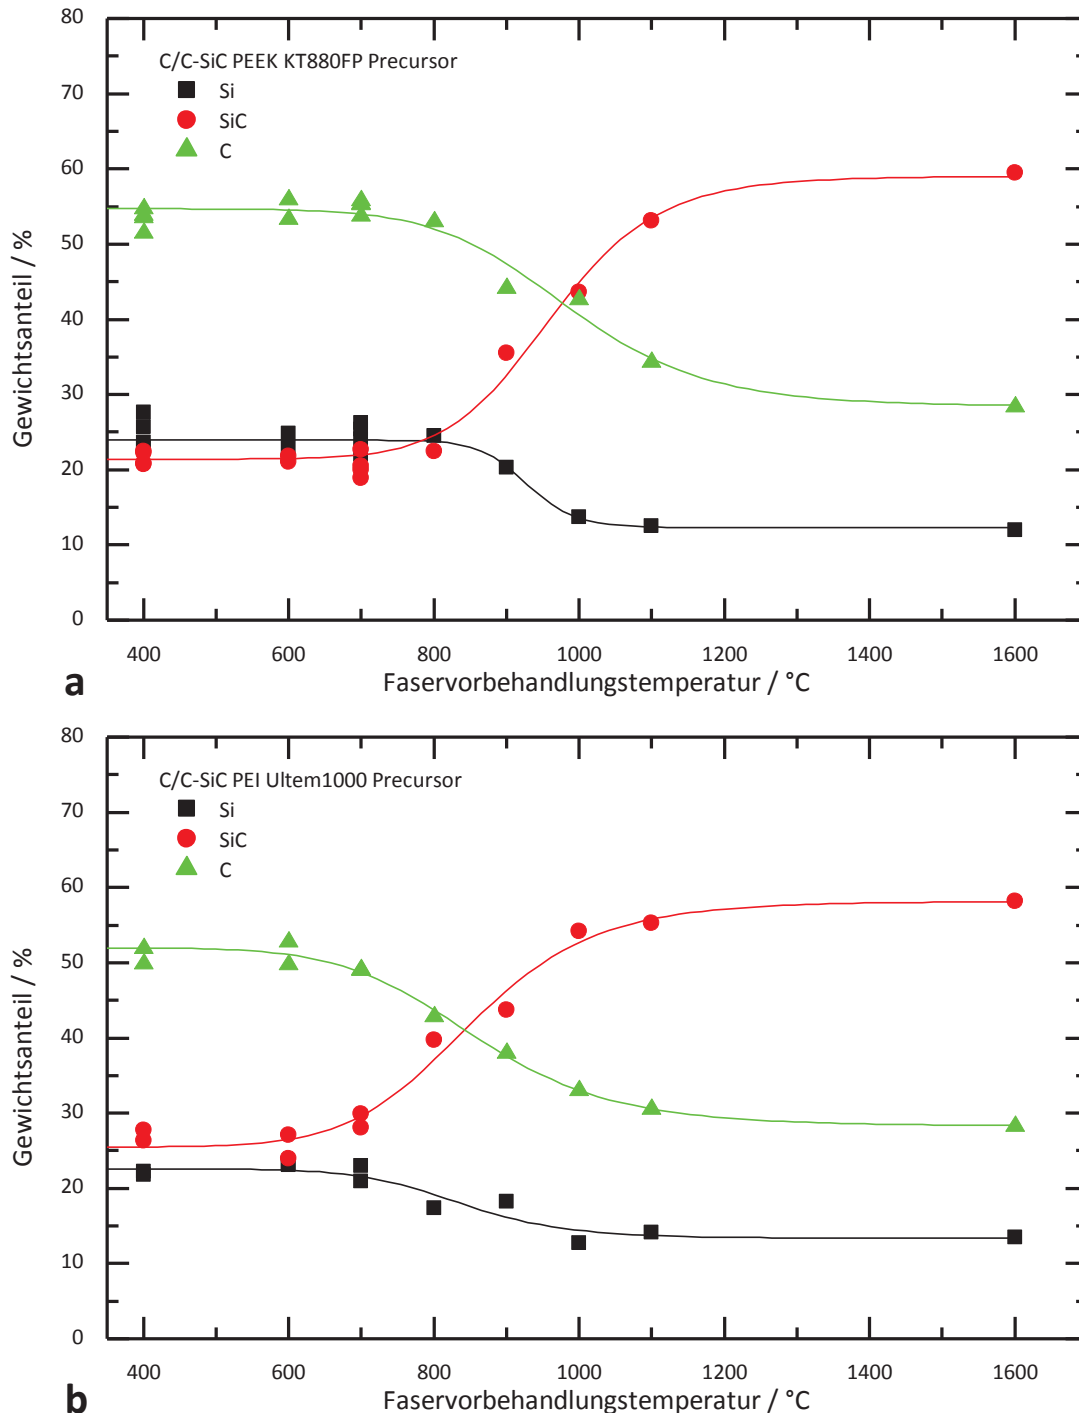 80
70
60
50
40
30
20
10
0
Gewichtsanteil / %
C/C-SiC PEEK KT880FP Precursor
Si
SiC
C
400 600 800 1000 1200 1400 1600
Faservorbehandlungstemperatur / °C
a
80
70
60
50
40
30
20
10
0
Gewichtsanteil / %
C/C-SiC PEI Ultem1000 Precursor
Si
SiC
C
400 600 800 1000 1200 1400 1600
Faservorbehandlungstemperatur / °C
b